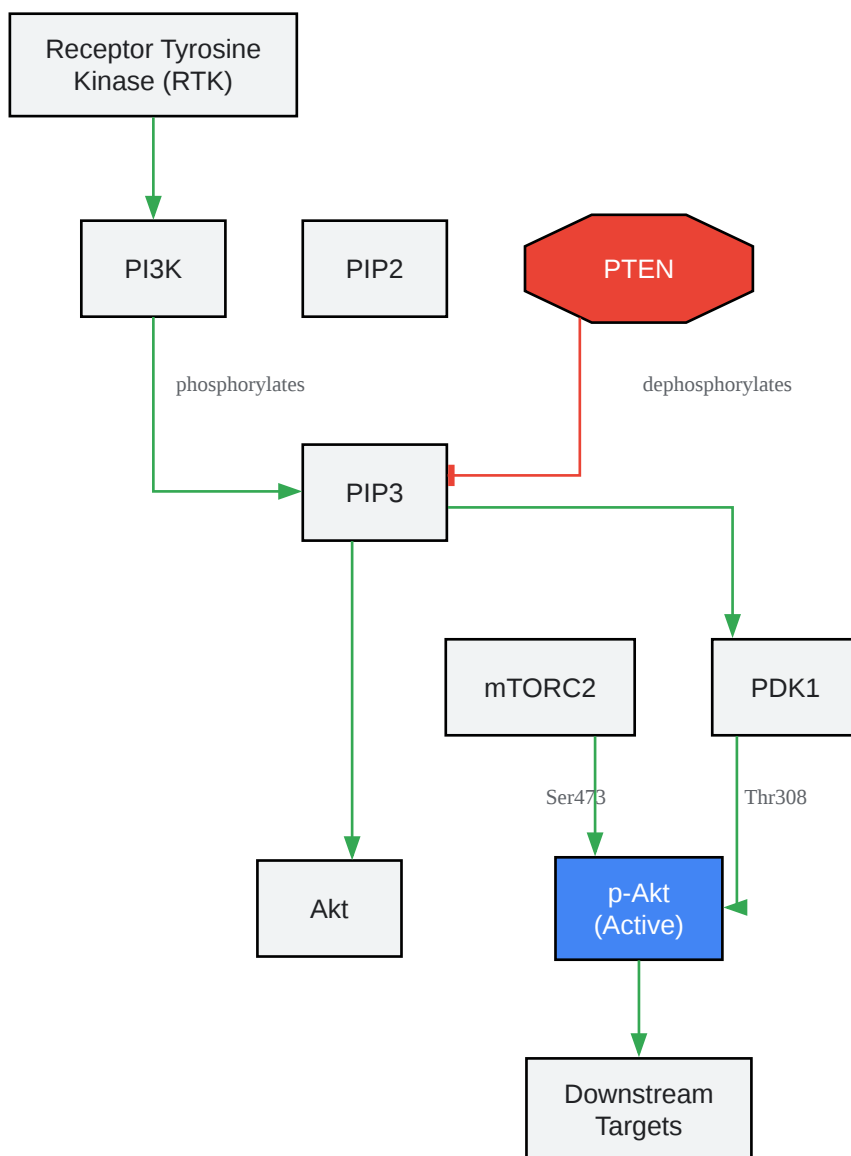 Receptor Tyrosine
Kinase (RTK)
PI3K
PIP2
PTEN
phosphorylates
dephosphorylates
PIP3
mTORC2
PDK1
Ser473
Thr308
Akt
p-Akt
(Active)
Downstream
Targets